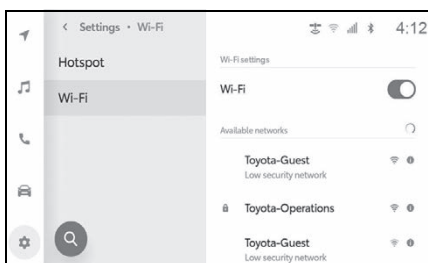 Settings • Wi-Fi
4:12
Hotspot
Wi-Fi
Wi-Fi settings
Wi-Fi
Available networks
Toyota-Guest
Low security network
Toyota-Operations
Toyota-Guest
Low security network